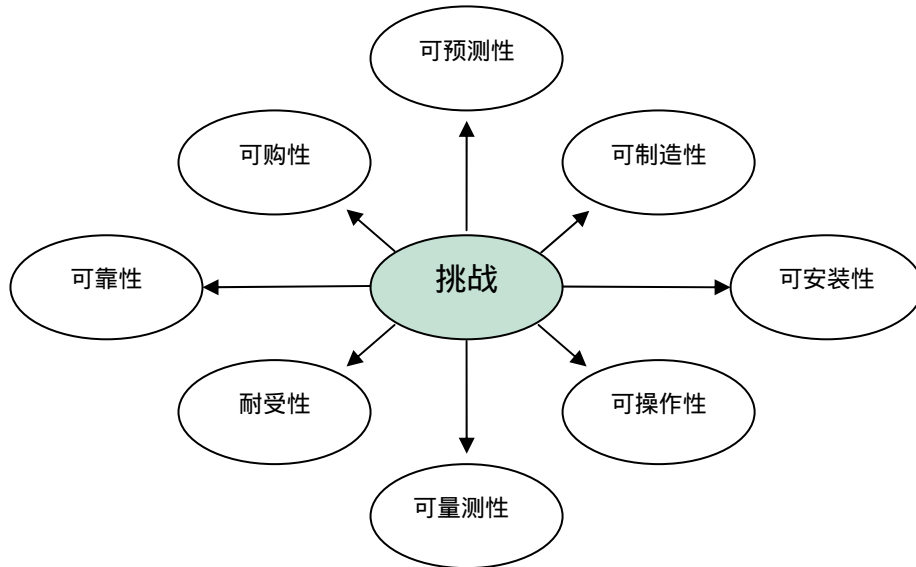 可预测性
可购性
可制造性
可靠性
挑战
可安装性
耐受性
可操作性
可量测性